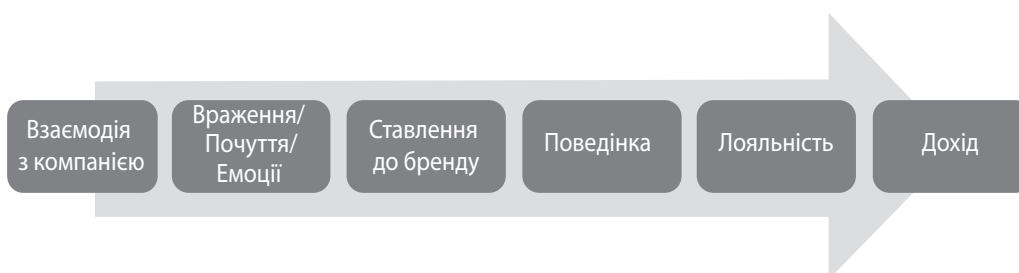 Взаємодія
з компанією
Враження/
Почуття/
Емоції
Ставлення
до бренду
Поведінка
Лояльність
Дохід